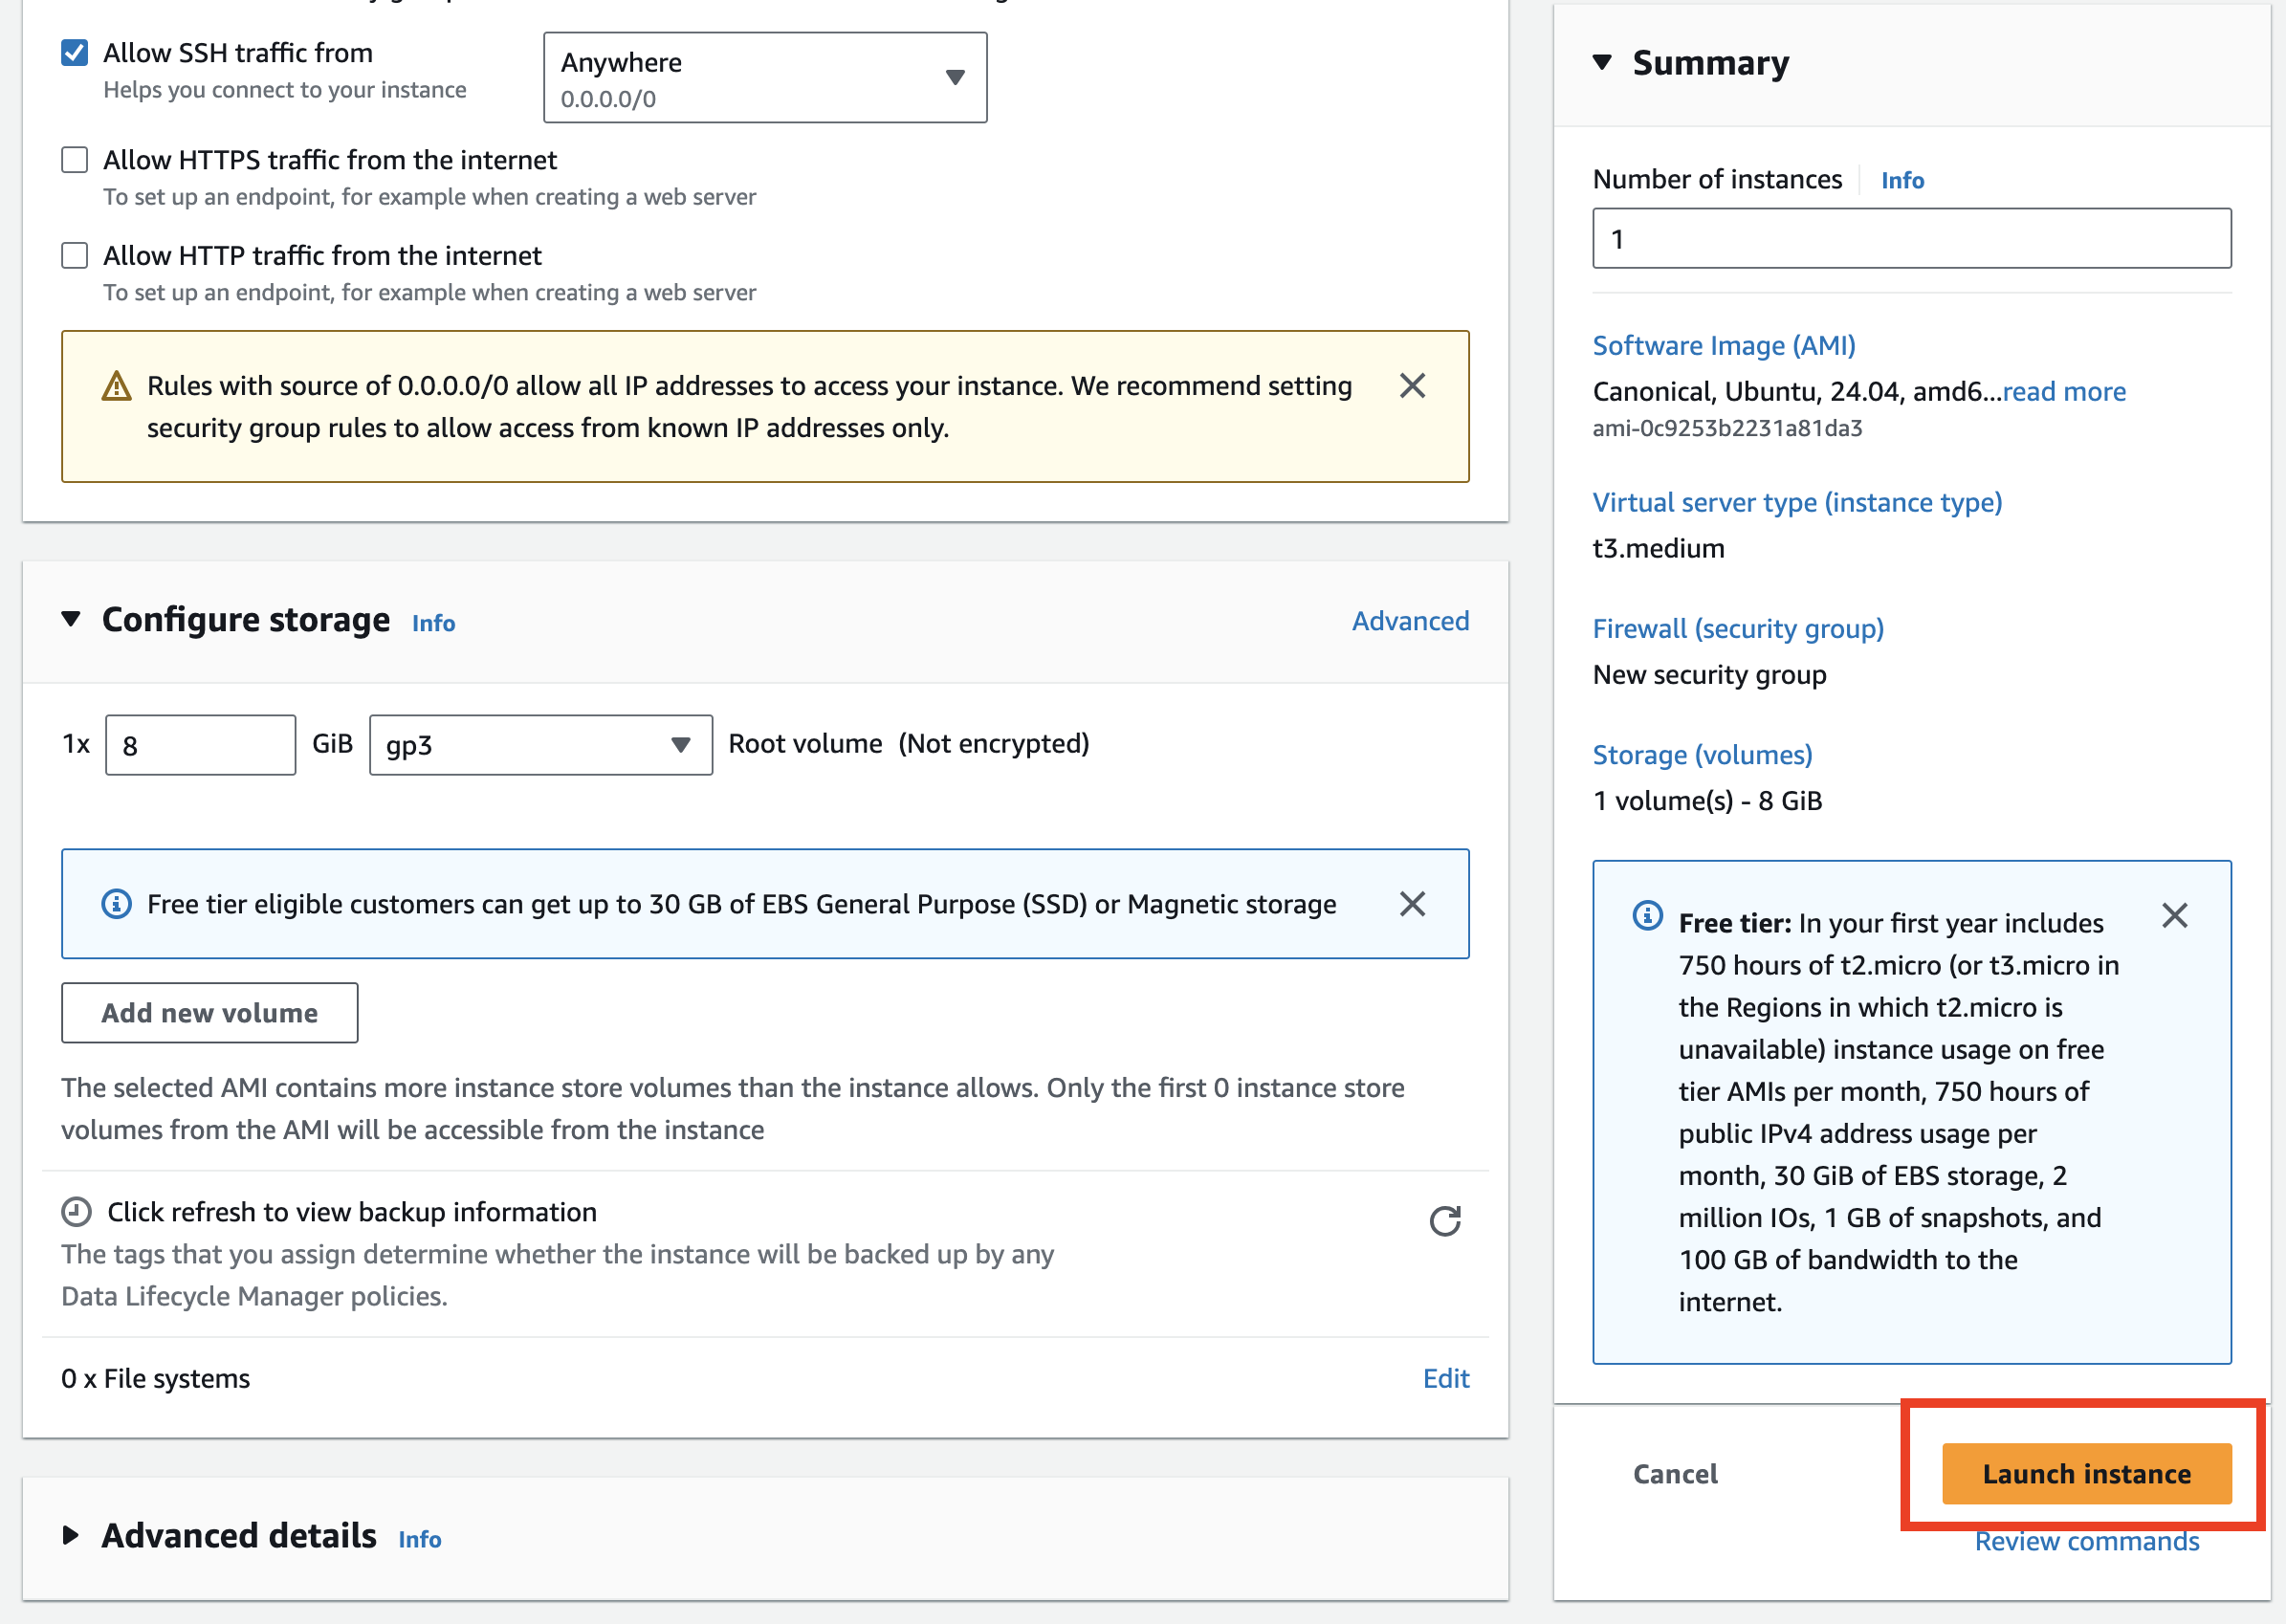 Allow SSH traffic from
Helps you connect to your instance
Anywhere
0.0.0.0/0
Allow HTTPS traffic from the internet
To set up an endpoint, for example when creating a web server
Allow HTTP traffic from the internet
To set up an endpoint, for example when creating a web server
Rules with source of 0.0.0.0/0 allow all IP addresses to access your instance. We recommend setting
security group rules to allow access from known IP addresses only.
Configure storage Info
Advanced
1x 8 GiB gp3 Root volume (Not encrypted)
Free tier eligible customers can get up to 30 GB of EBS General Purpose (SSD) or Magnetic storage
Add new volume
The selected AMI contains more instance store volumes than the instance allows. Only the first 0 instance store
volumes from the AMI will be accessible from the instance
Click refresh to view backup information
The tags that you assign determine whether the instance will be backed up by any
Data Lifecycle Manager policies.
0 x File systems
Edit
Advanced details Info
Summary
Number of instances Info
1
Software Image (AMI)
Canonical, Ubuntu, 24.04, amd6...read more
ami-0c9253b2231a81da3
Virtual server type (instance type)
t3.medium
Firewall (security group)
New security group
Storage (volumes)
1 volume(s) - 8 GiB
Free tier: In your first year includes
750 hours of t2.micro (or t3.micro in
the Regions in which t2.micro is
unavailable) instance usage on free
tier AMIs per month, 750 hours of
public IPv4 address usage per
month, 30 GiB of EBS storage, 2
million IOs, 1 GB of snapshots, and
100 GB of bandwidth to the
internet.
Cancel
Launch instance
Review commands